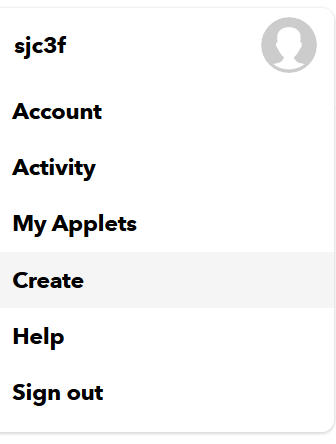 sjc3f
Account
Activity
My Applets
Create
Help
Sign out